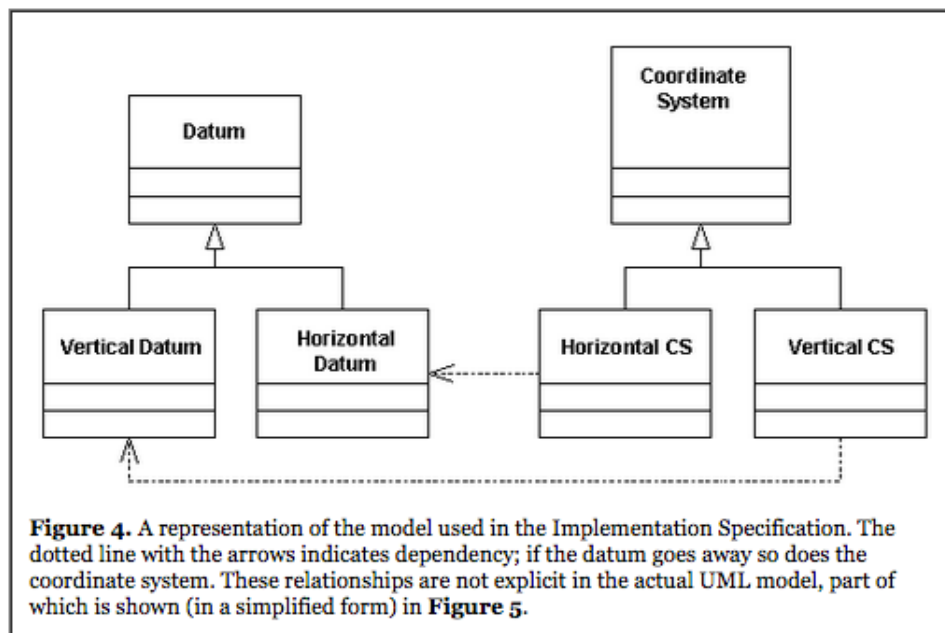 Coordinate
System
Datum
Vertical Datum
Horizontal
Datum
Horizontal CS
Vertical CS
Figure 4. A representation of the model used in the Implementation Specification. The
dotted line with the arrows indicates dependency; if the datum goes away so does the
coordinate system. These relationships are not explicit in the actual UML model, part of
which is shown (in a simplified form) in Figure 5.